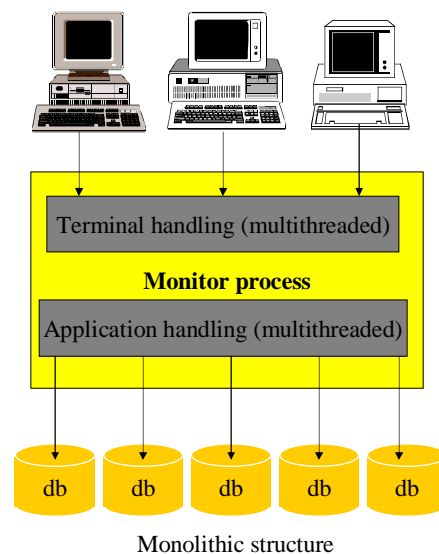 Terminal handling (multithreaded)
Monitor process
Application handling (multithreaded)
db db db db db
Monolithic structure